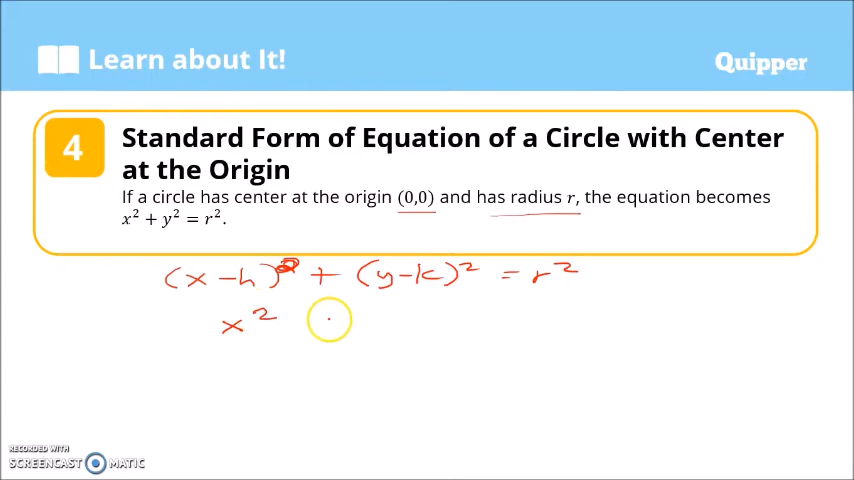 Learn about It!
Quipper
4
Standard Form of Equation of a Circle with Center
at the Origin
If a circle has center at the origin (0,0) and has radius r, the equation becomes
x² + y² = r².
(x - h)² + (y - k)² = r²
x²
RECORDED WITH
SCREENCAST MATIC